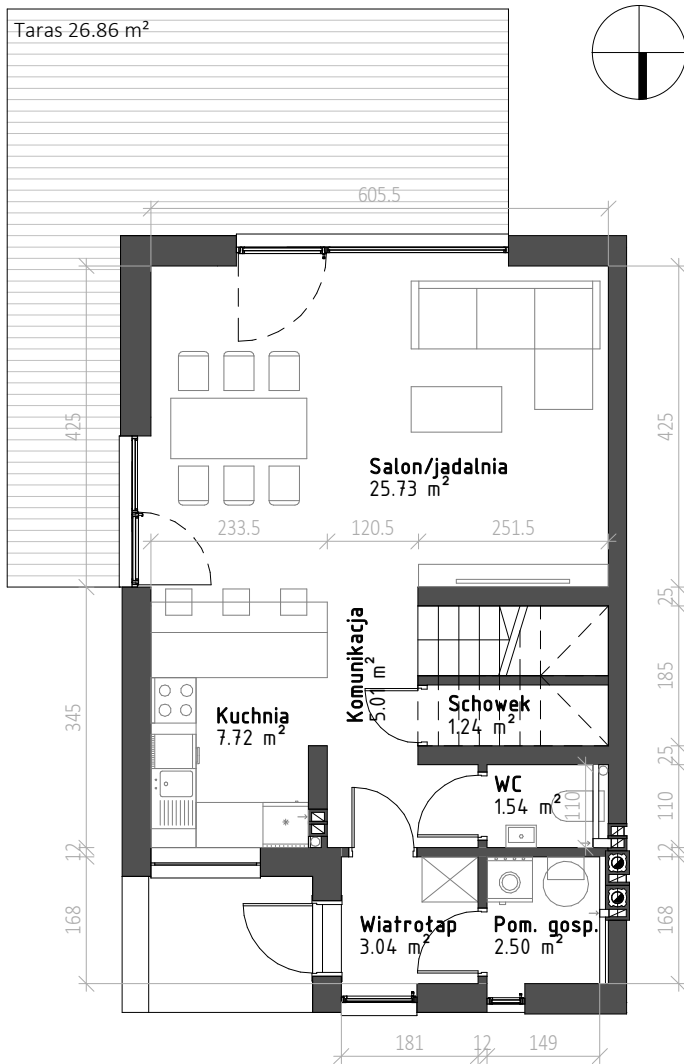 Taras 26.86 m²
605.5
425
425
Salon/jadalnia
25.73 m²
233.5
120.5
251.5
25
Komunikacja
5.01 m²
185
Schowek
1.24 m²
345
Kuchnia
7.72 m²
25
WC
1.54 m²
110
110
12
12
168
168
Wiatrołap
3.04 m²
Pom. gosp.
2.50 m²
181
12
149